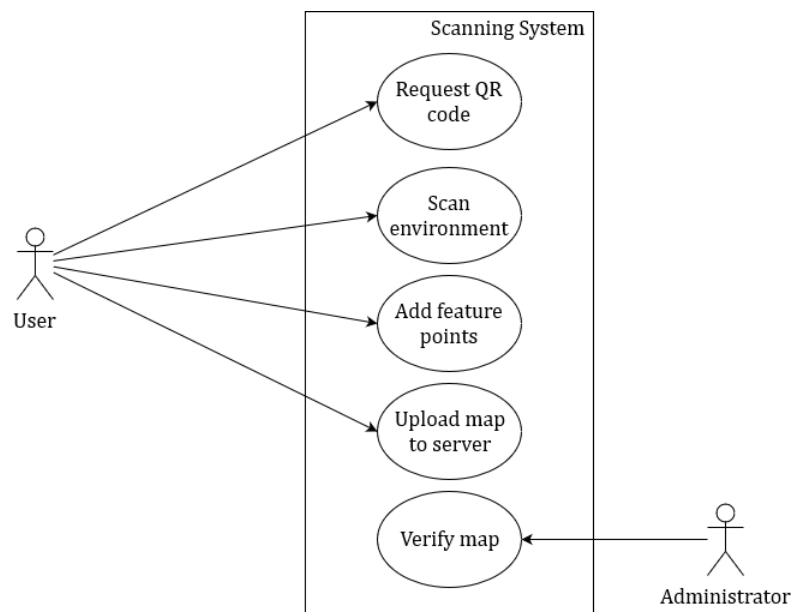 Scanning System
Request QR
code
Scan
environment
User
Add feature
points
Upload map
to server
Verify map
Administrator